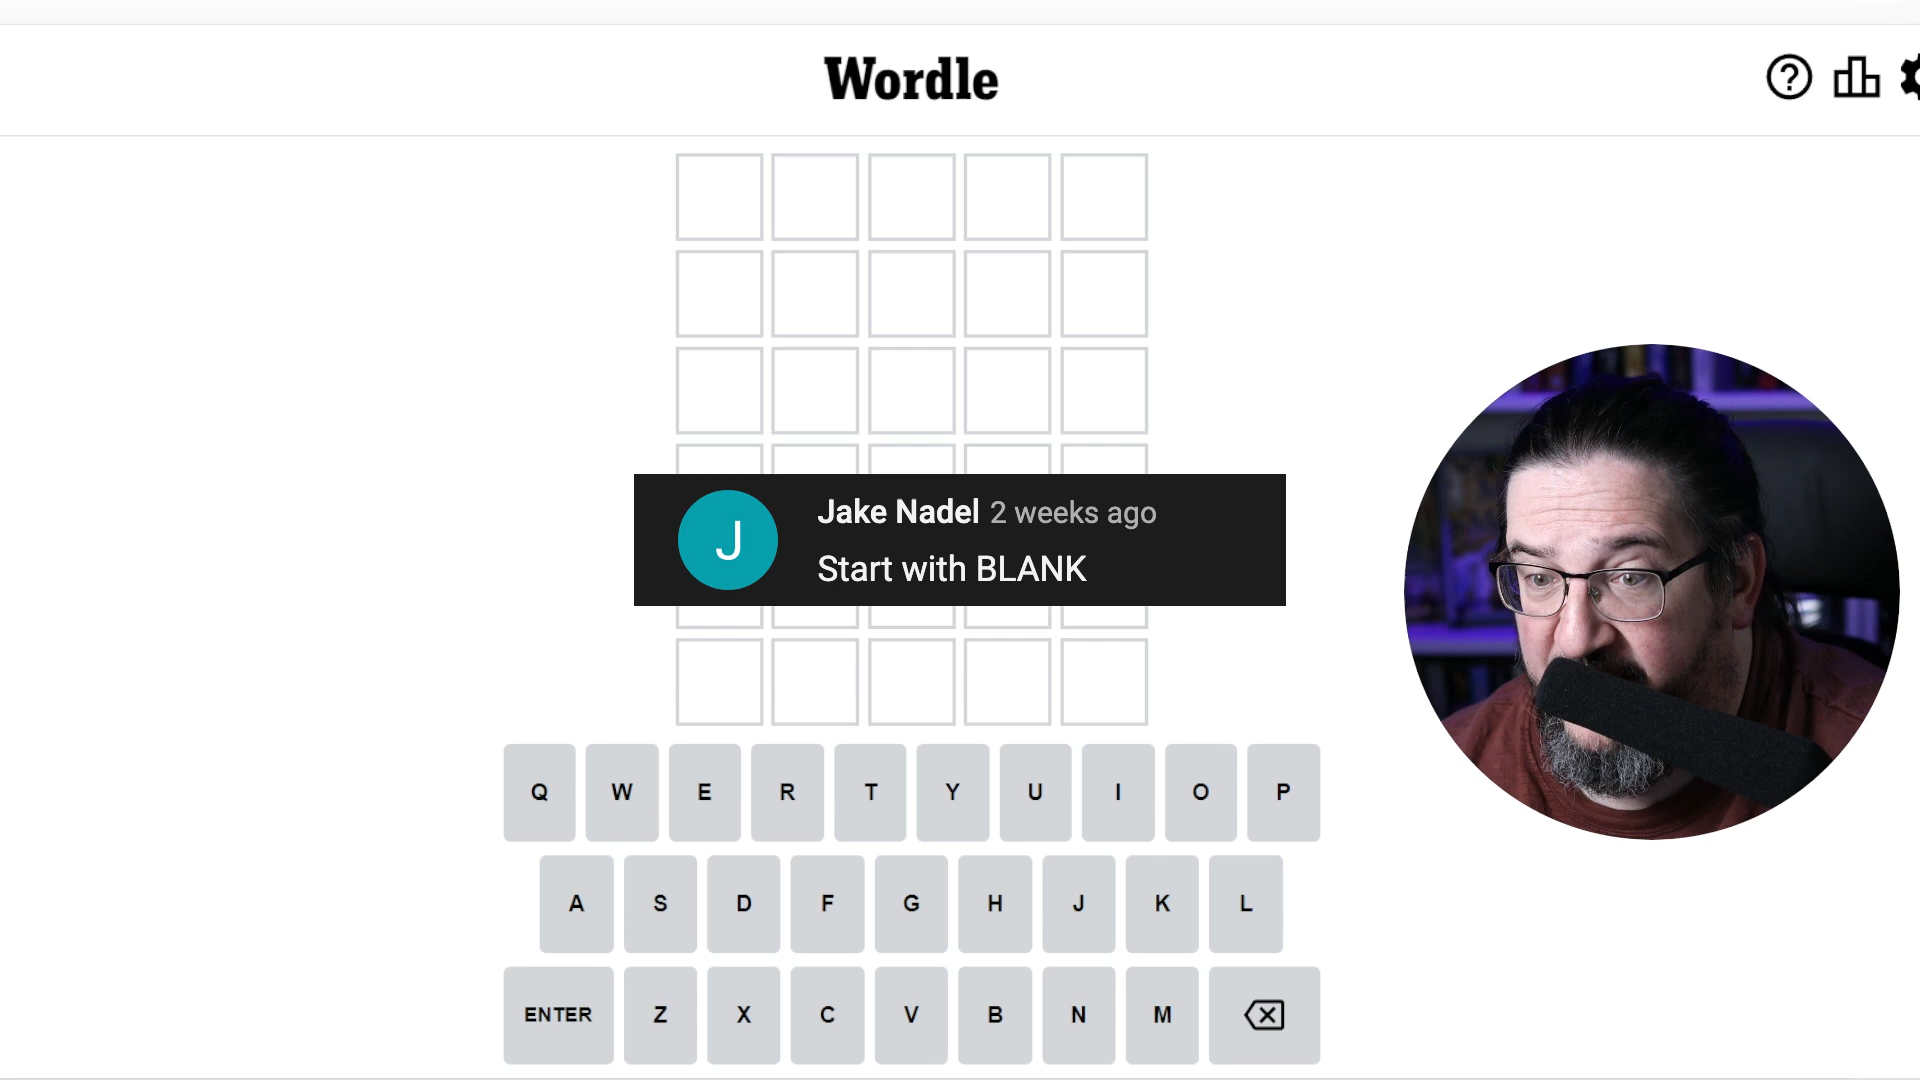 Wordle
J
Jake Nadel 2 weeks ago
Start with BLANK
Q W E R T Y U I O P
A S D F G H J K L
ENTER Z X C V B N M